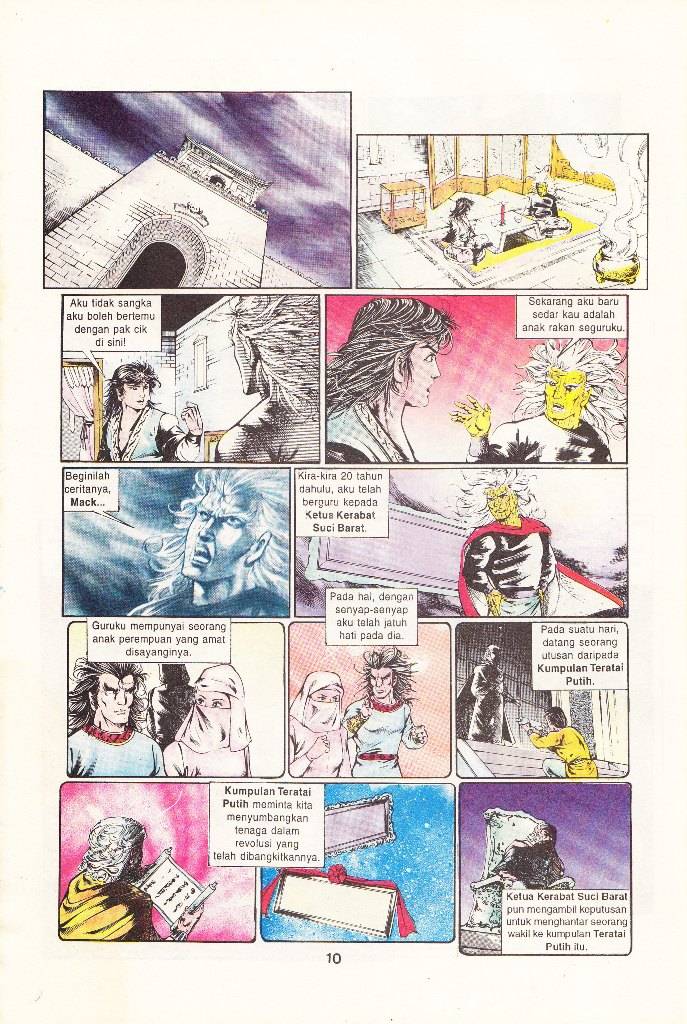 Aku tidak sangka
aku boleh bertemu
dengan pak cik
di sini!
Sekarang aku baru
sedar kau adalah
anak rakan seguruku.
Beginilah
ceritanya,
Mack...
Kira-kira 20 tahun
dahulu, aku telah
berguru kepada
Ketua Kerabat
Suci Barat.
Guruku mempunyai seorang
anak perempuan yang amat
disayanginya.
Pada hai, dengan
senyap-senyap
aku telah jatuh
hati pada dia.
Pada suatu hari,
datang seorang
utusan daripada
Kumpulan Teratai
Putih.
Kumpulan Teratai
Putih meminta kita
menyumbangkan
tenaga dalam
revolusi yang
telah dibangkitkannya.
Ketua Kerabat Suci Barat
pun mengambil keputusan
untuk menghantar seorang
wakil ke kumpulan Teratai
Putih itu.
10